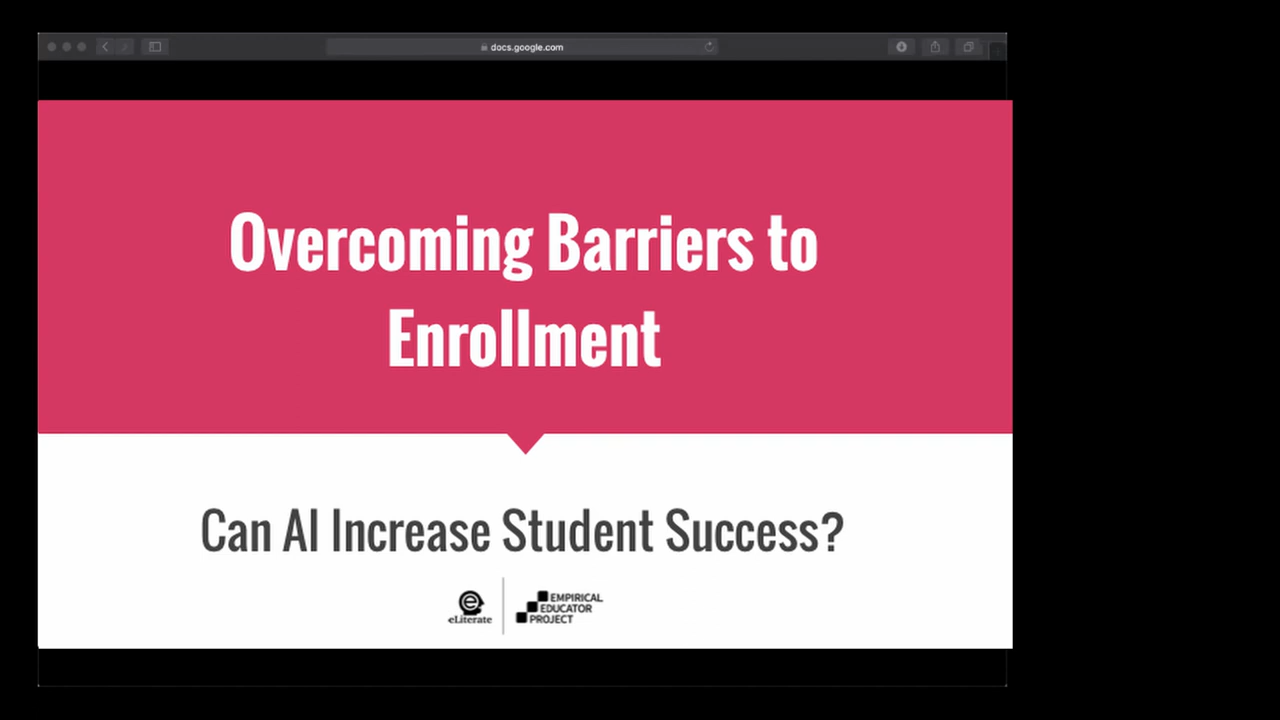 docs.google.com
Overcoming Barriers to
Enrollment
Can AI Increase Student Success?
e
eLiterate
EMPIRICAL
EDUCATOR
PROJECT